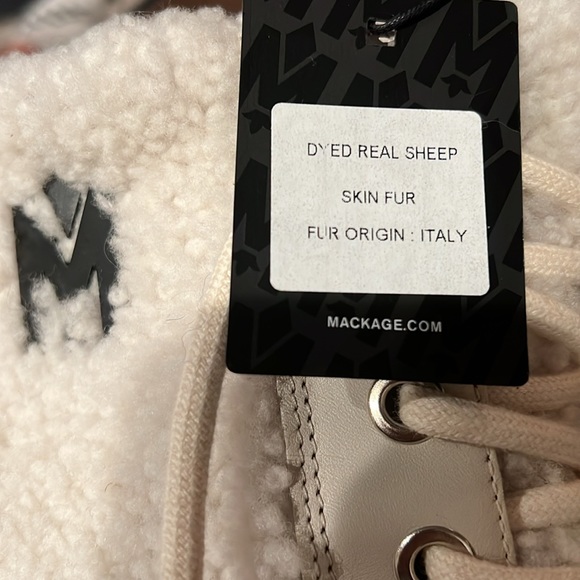 DYED REAL SHEEP
SKIN FUR
FUR ORIGIN : ITALY
MACKAGE.COM
M